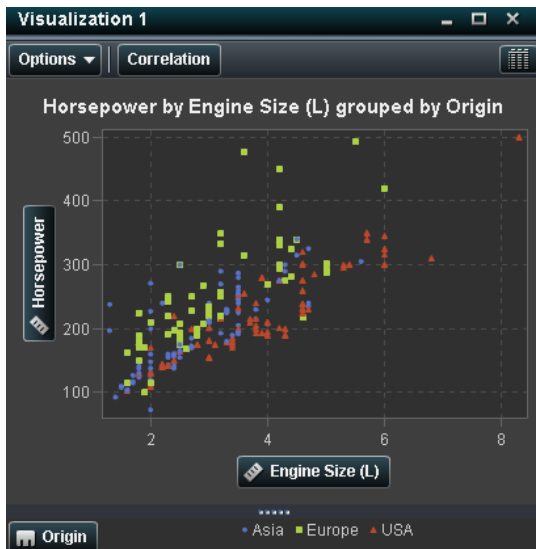 Visualization 1
Options
Correlation
Horsepower by Engine Size (L) grouped by Origin
500
400
300
200
100
Horsepower
2 4 6 8
Engine Size (L)
Asia Europe USA
Origin